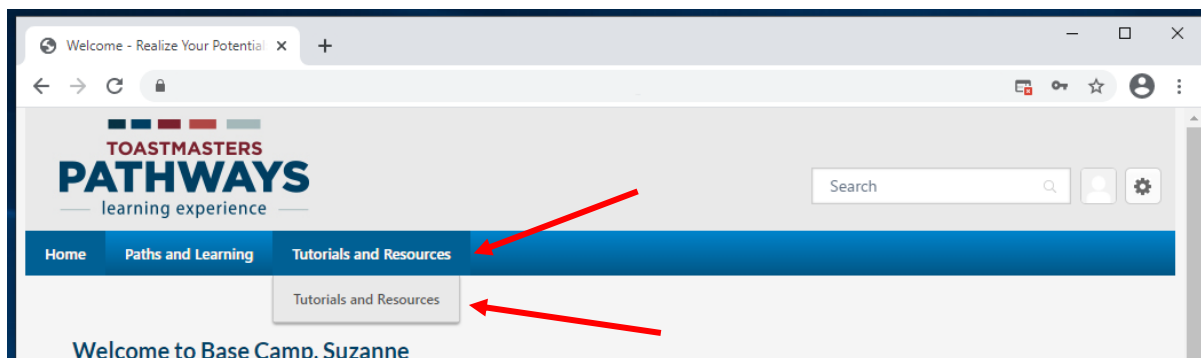 Welcome - Realize Your Potential
TOASTMASTERS
PATHWAYS
learning experience
Search
Home Paths and Learning Tutorials and Resources
Tutorials and Resources
Welcome to Base Camp, Suzanne